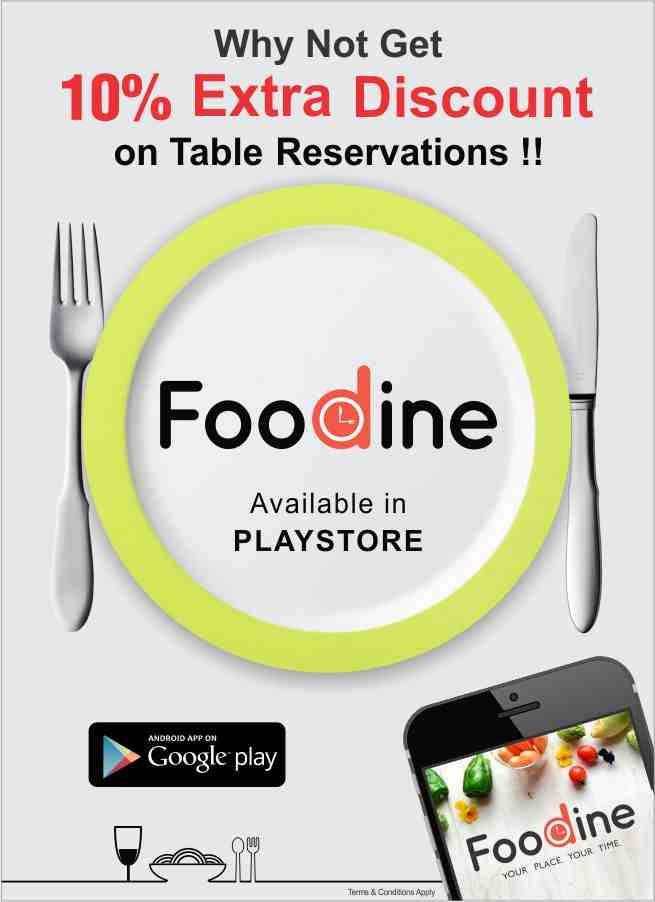 Why Not Get
10% Extra Discount
on Table Reservations !!
Foodine
Available in
PLAYSTORE
ANDROID APP ON
Google play
Foodine
YOUR PLACE. YOUR TIME.
Terms & Conditions Apply